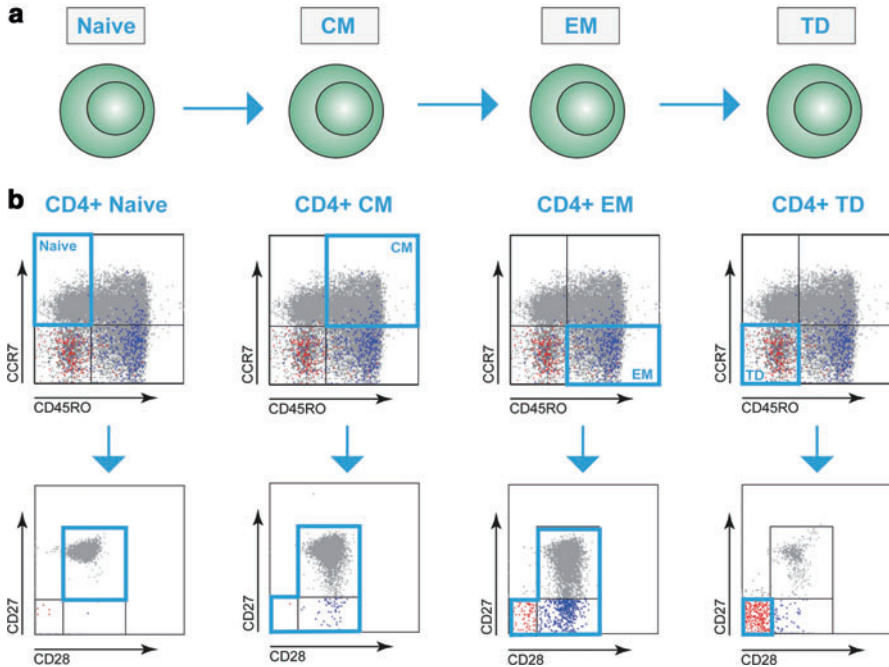 a
Naive CM EM TD
b
CD4+ Naive CD4+ CM CD4+ EM CD4+ TD
Naive
CM
EM
TD
CCR7 CCR7 CCR7 CCR7
CD45RO CD45RO CD45RO CD45RO
CD27 CD27 CD27 CD27
CD28 CD28 CD28 CD28